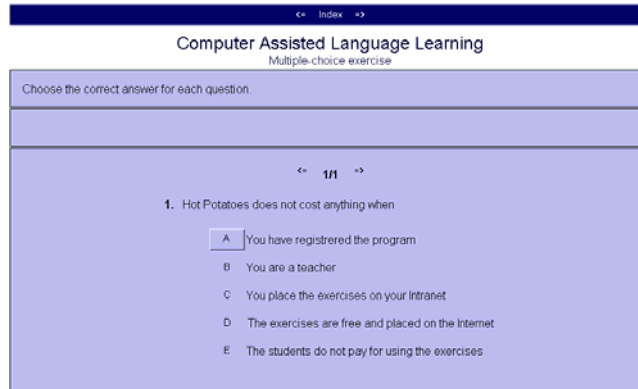 <= Index =>
Computer Assisted Language Learning
Multiple-choice exercise
Choose the correct answer for each question.
<= 1/1 =>
1. Hot Potatoes does not cost anything when
A You have registrered the program
B You are a teacher
C You place the exercises on your Intranet
D The exercises are free and placed on the Internet
E The students do not pay for using the exercises